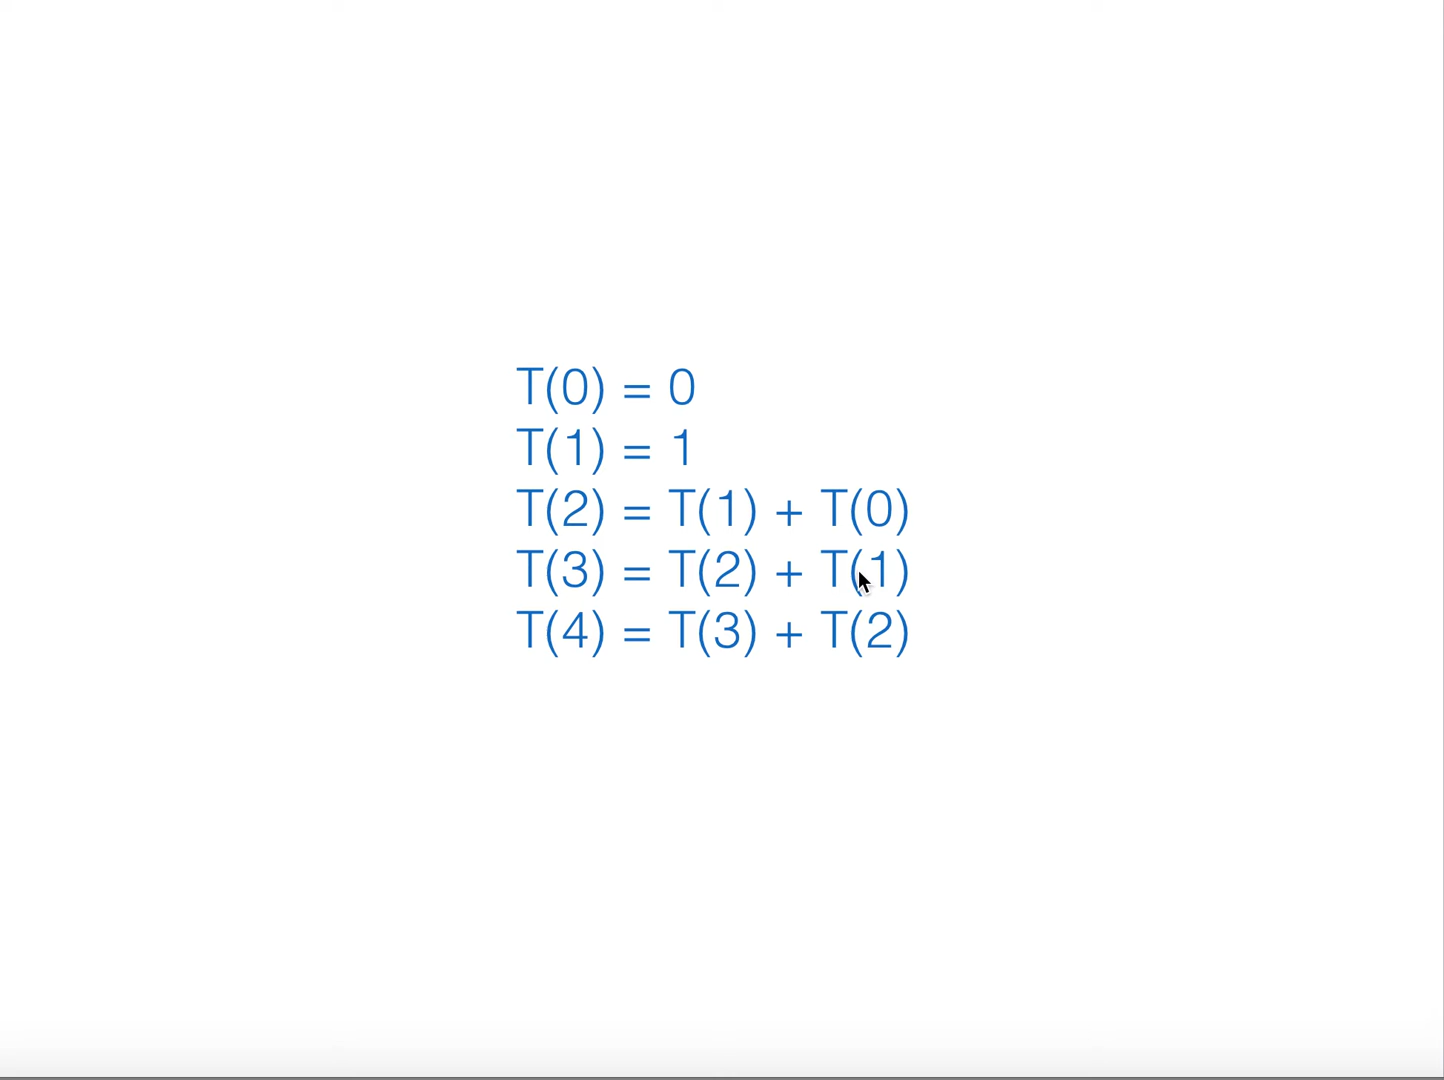 T(0) = 0
T(1) = 1
T(2) = T(1) + T(0)
T(3) = T(2) + T(1)
T(4) = T(3) + T(2)